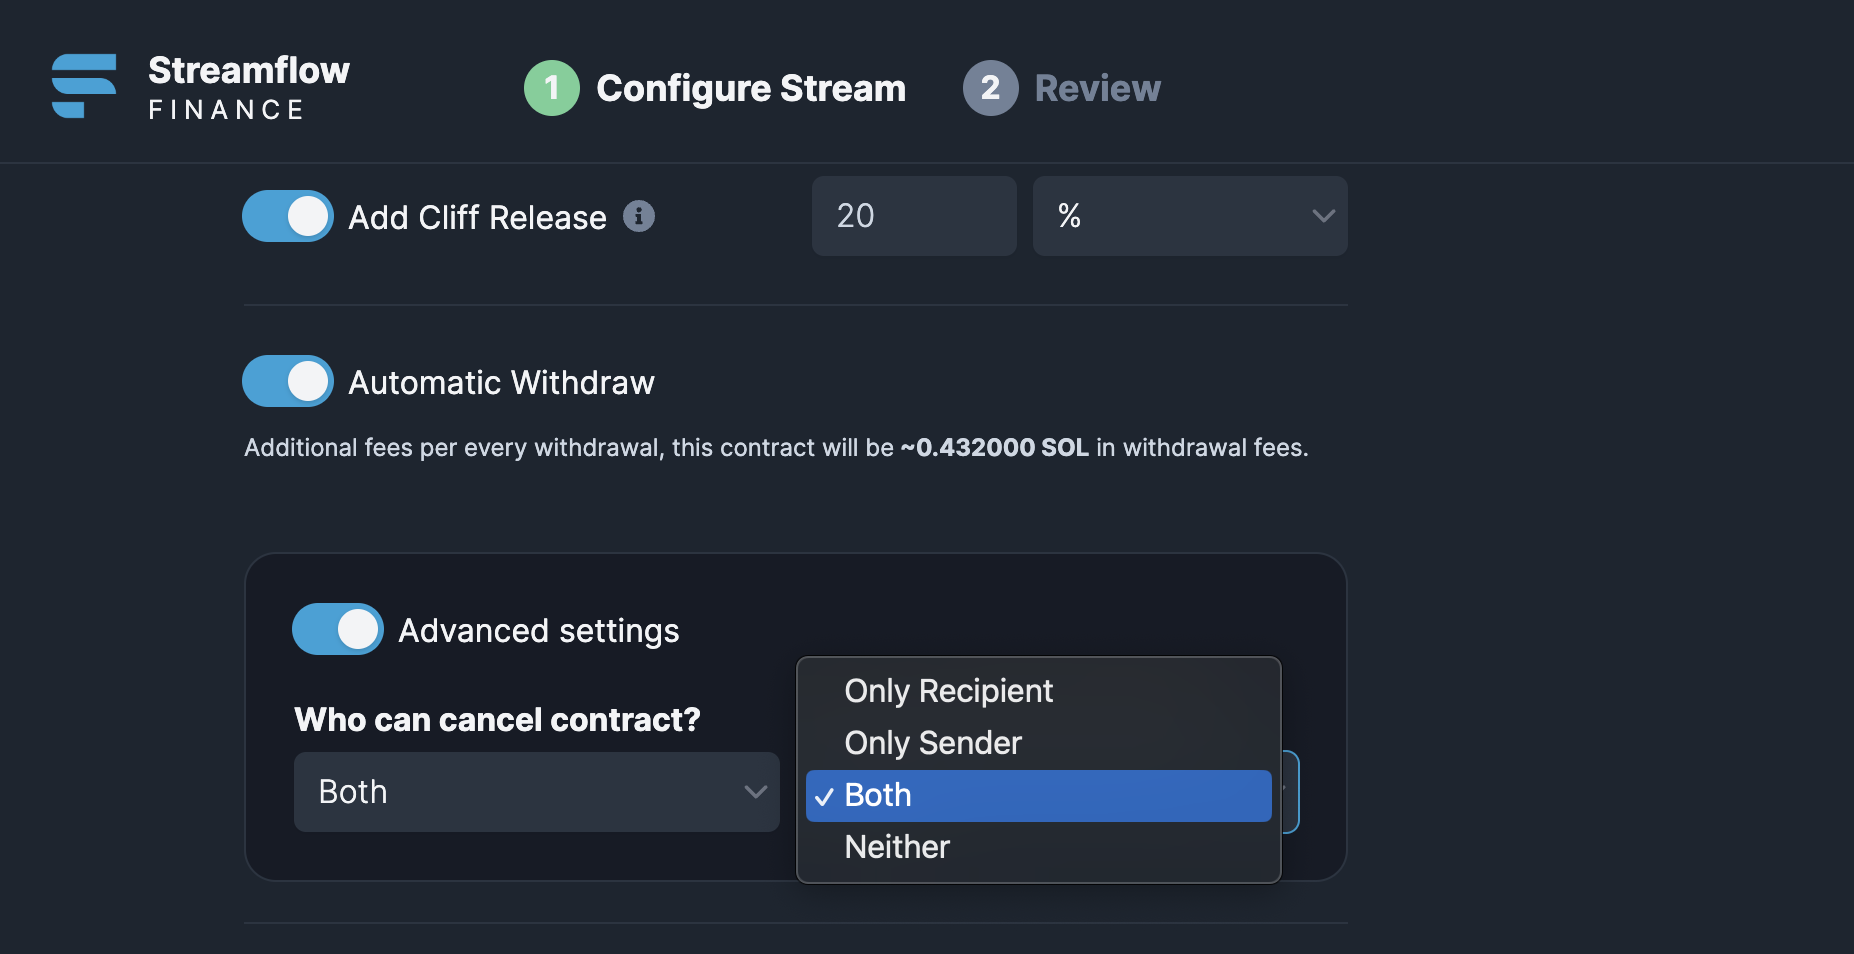 Streamflow
FINANCE
1 Configure Stream
2 Review
Add Cliff Release
20
%
Automatic Withdraw
Additional fees per every withdrawal, this contract will be ~0.432000 SOL in withdrawal fees.
Advanced settings
Who can cancel contract?
Both
Only Recipient
Only Sender
Both
Neither